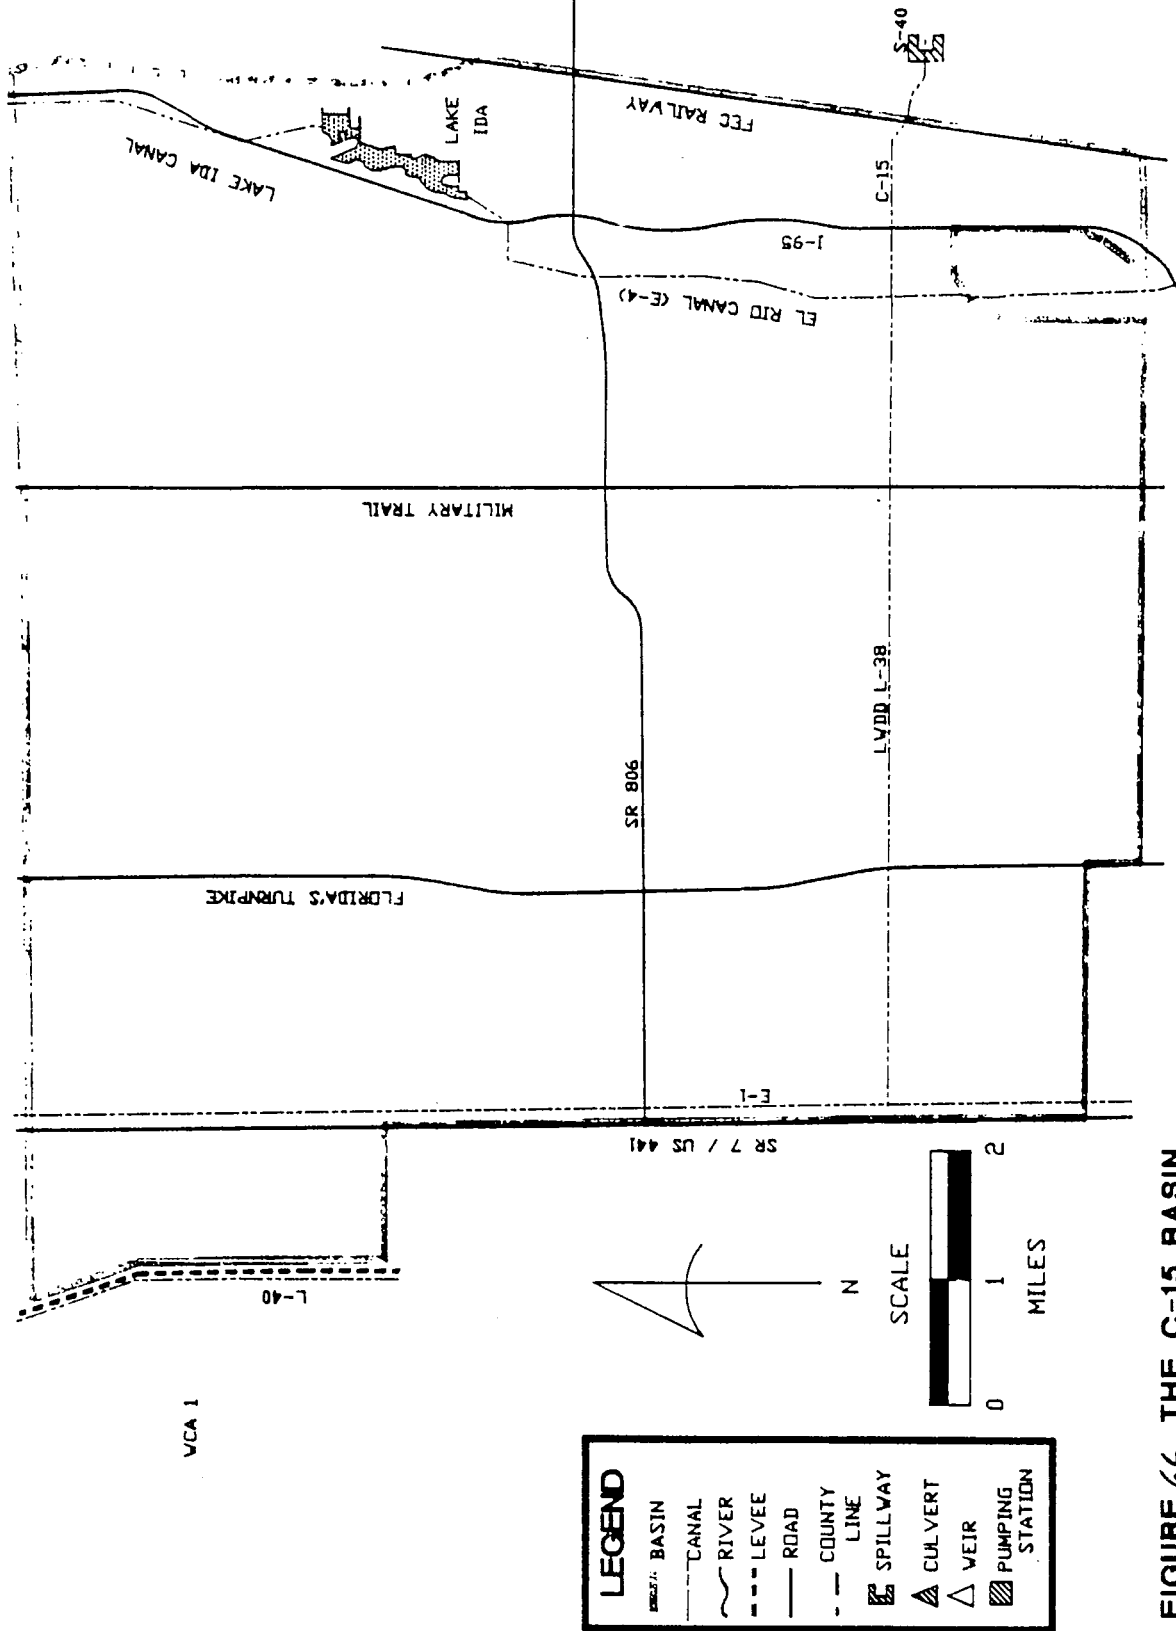 S-40
LAKE
IDA
LAKE IDA CANAL
FEC RAILWAY
C-15
I-95
EL RIO CANAL (E-4)
MILITARY TRAIL
LWDD L-38
SR 806
FLORIDA'S TURNPIKE
E-1
SR 7 / US 441
L-40
WCA 1
N
SCALE
0 1 2
MILES
LEGEND
BASIN
CANAL
RIVER
LEVEE
ROAD
COUNTY
LINE
SPILLWAY
CULVERT
WEIR
PUMPING
STATION
FIGURE 66 THE C-15 BASIN